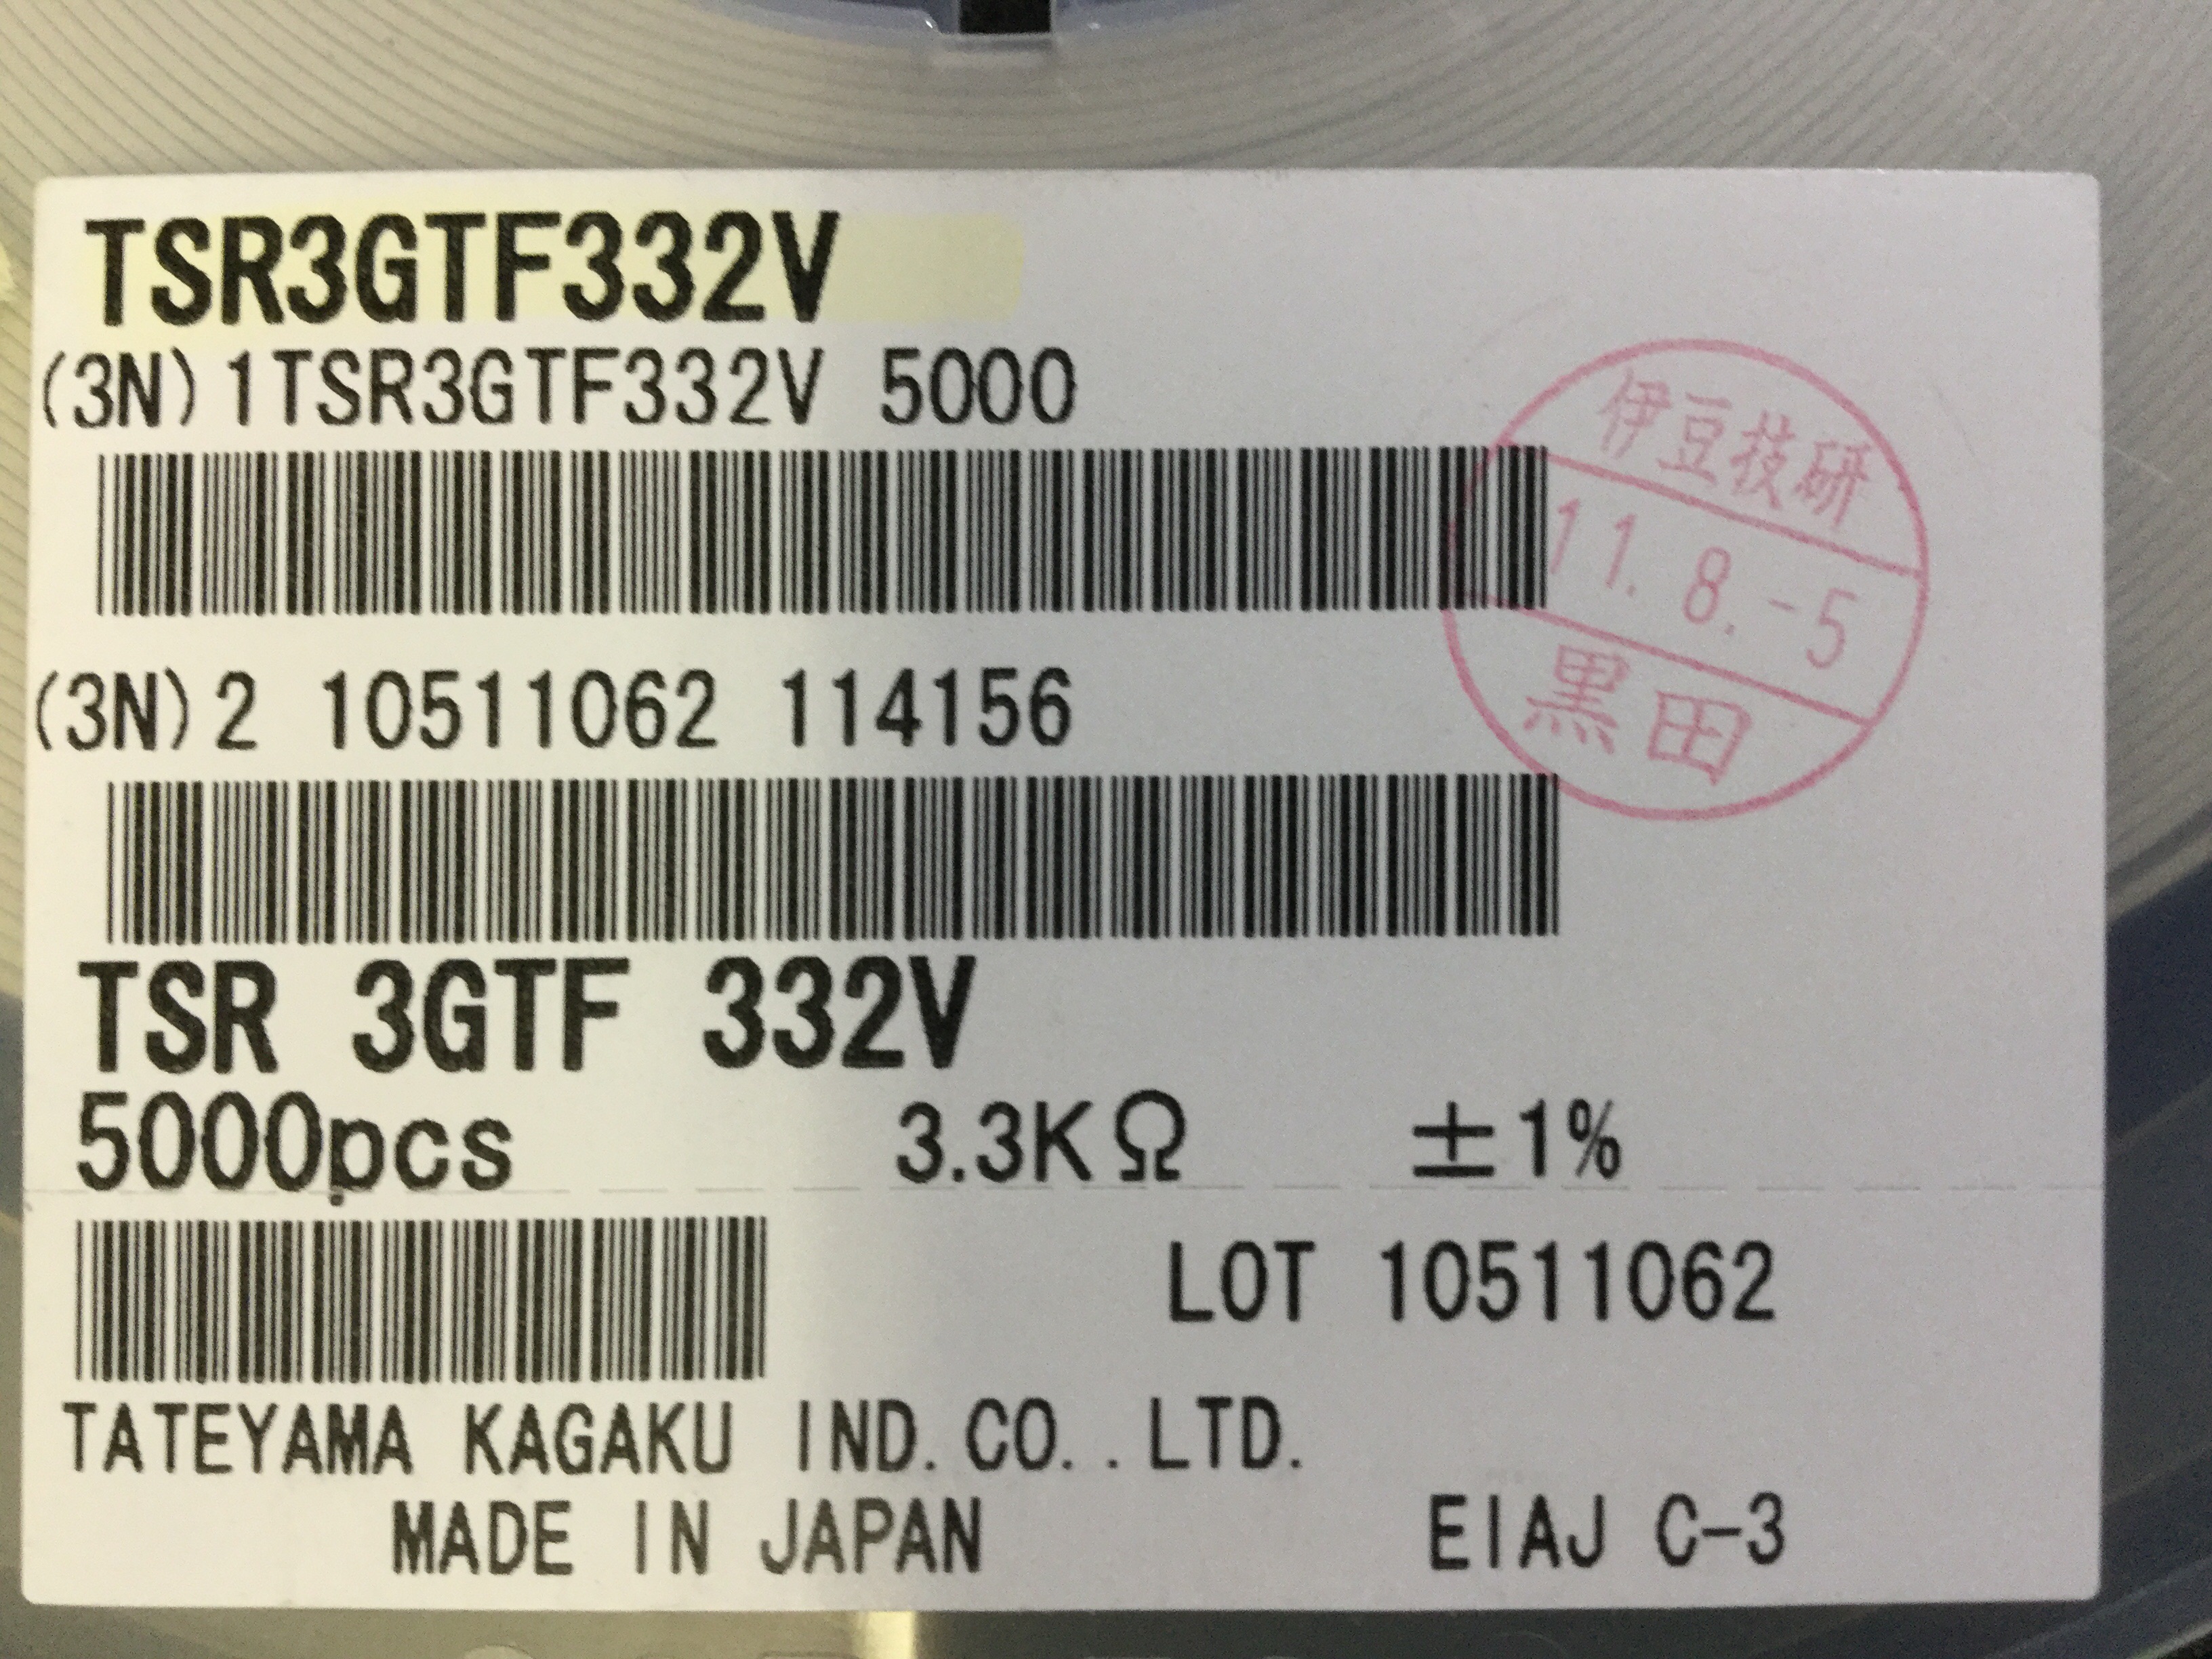 TSR3GTF332V
(3N)1TSR3GTF332V 5000
伊豆技研
11.8.-5
黒田
(3N)2 10511062 114156
TSR 3GTF 332V
5000pcs 3.3KΩ ±1%
LOT 10511062
TATEYAMA KAGAKU IND.CO..LTD.
MADE IN JAPAN EIAJ C-3